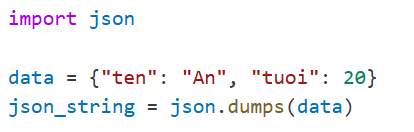 import json
data = {"ten": "An", "tuoi": 20}
json_string = json.dumps(data)